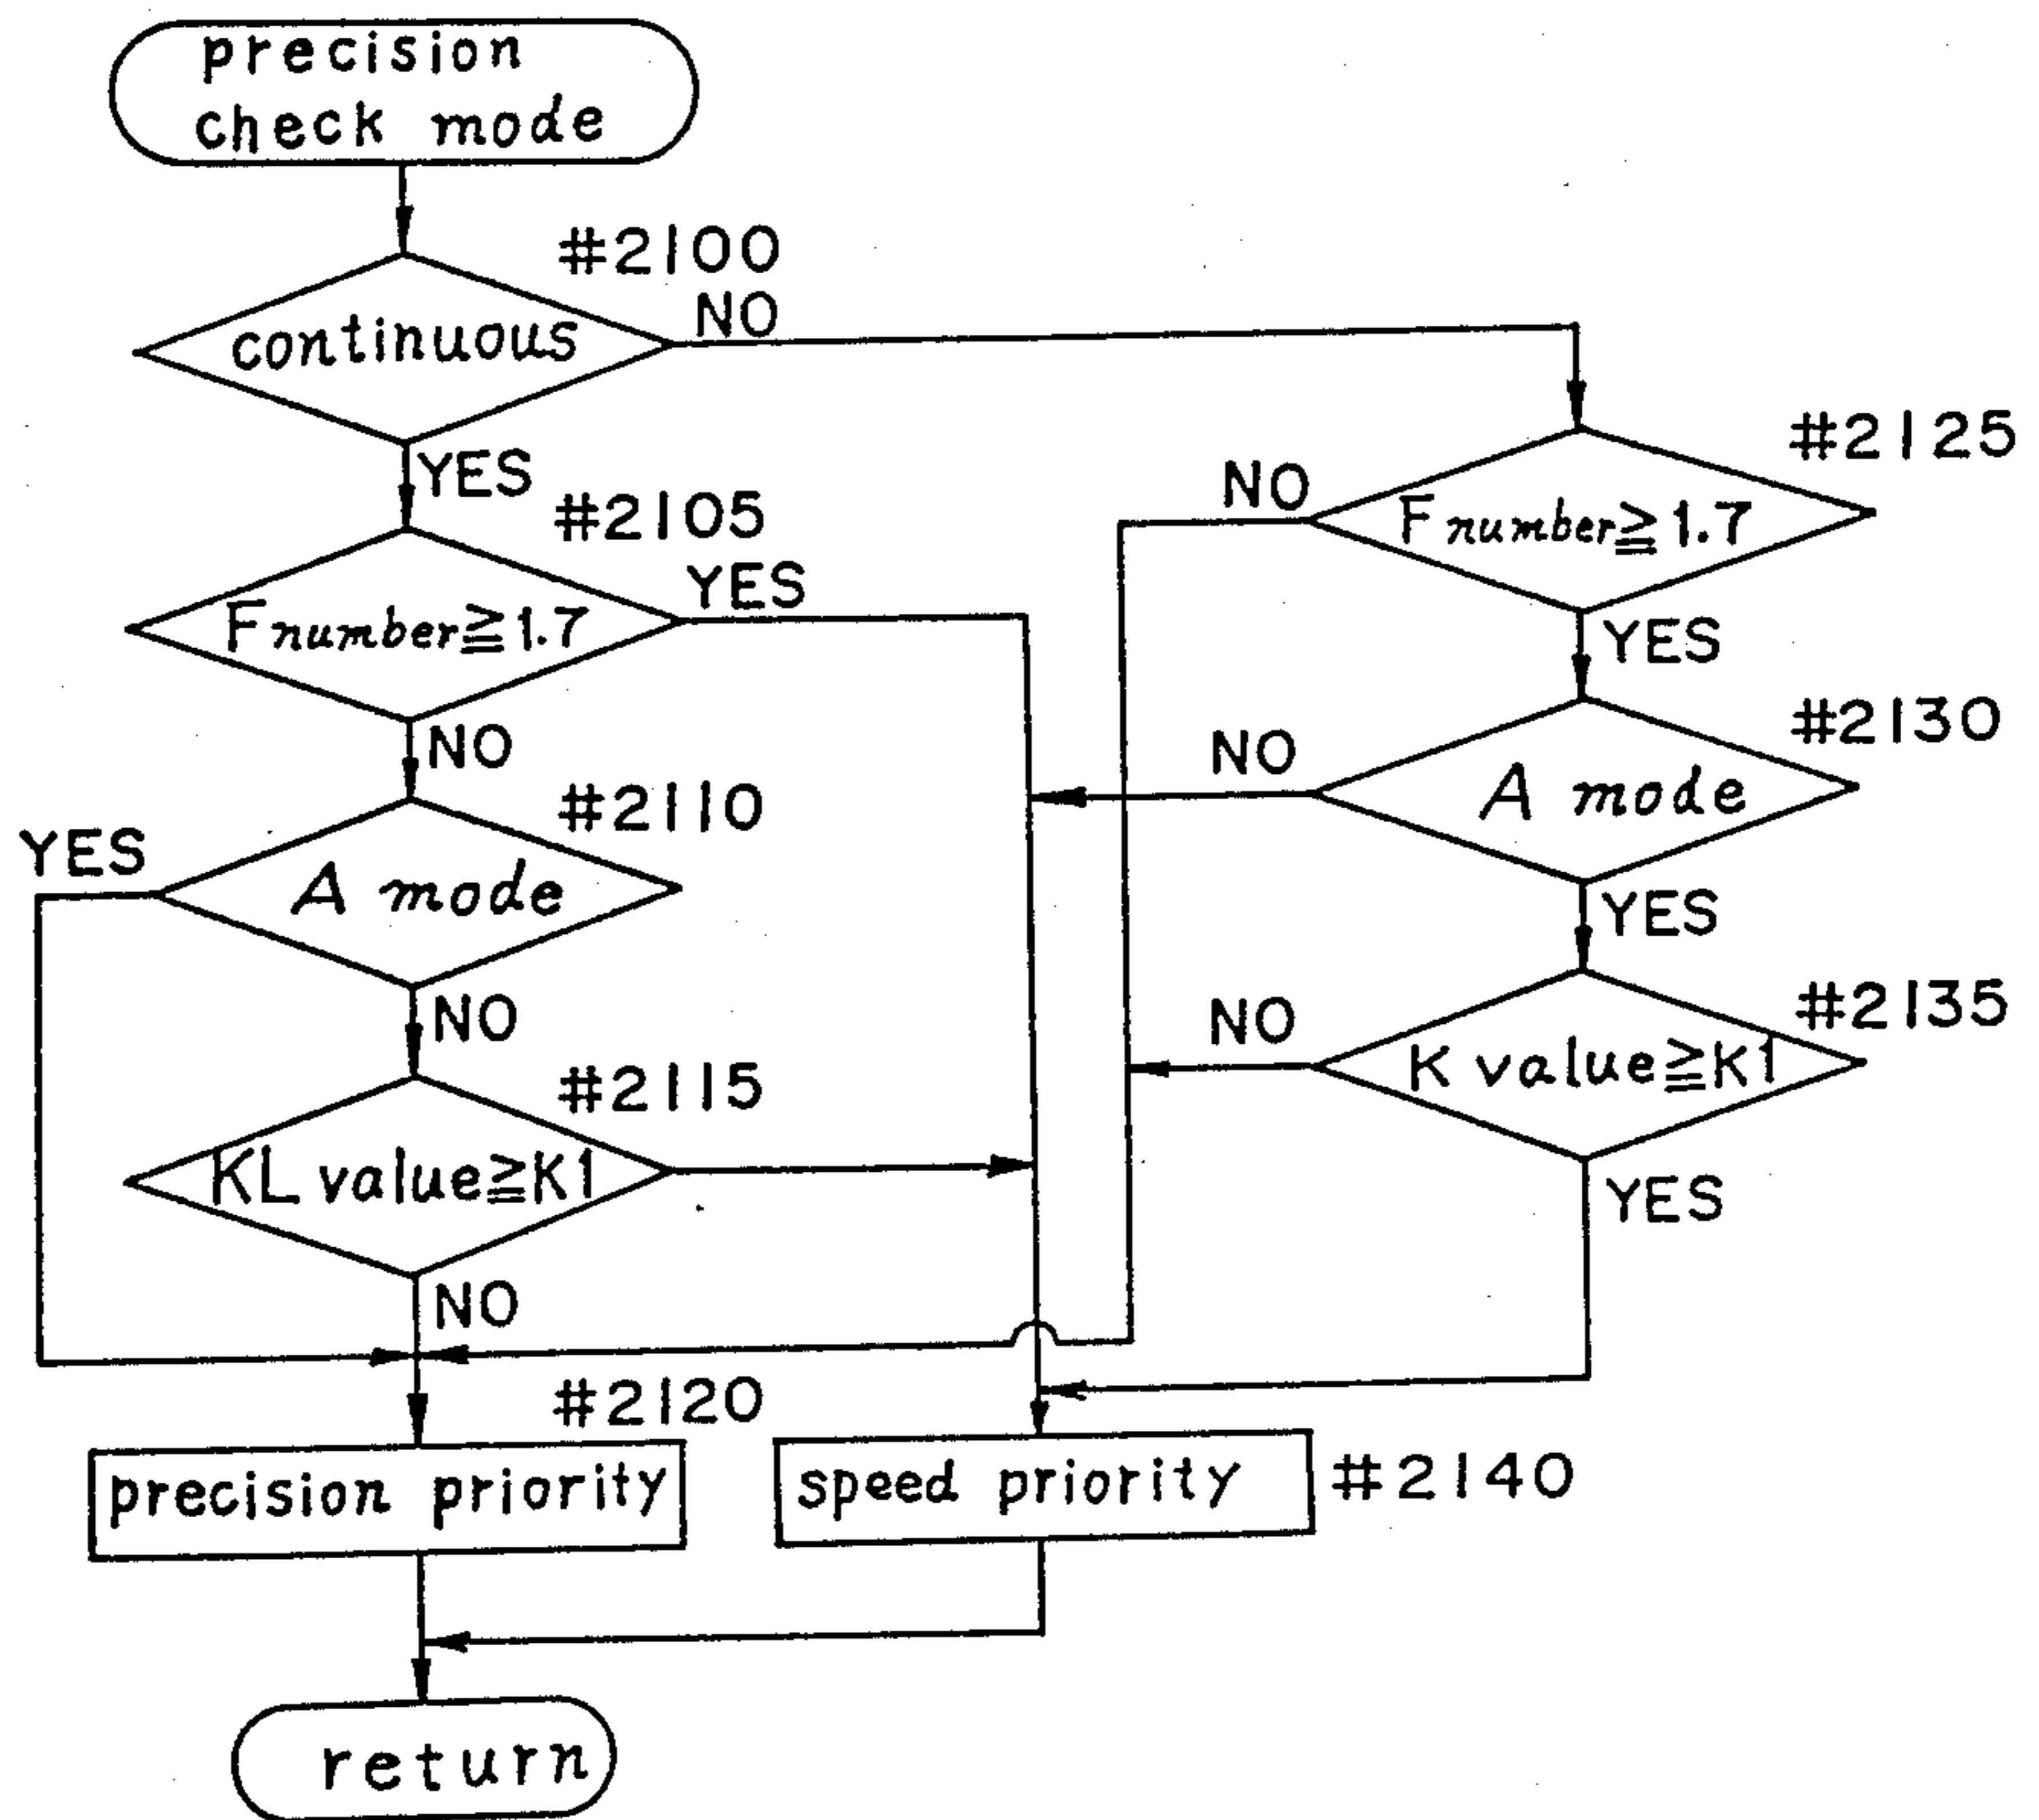 precision
check mode
#2100
continuous
NO
YES
#2125
NO
F number ≧ 1.7
#2105
YES
F number ≧ 1.7
YES
NO
#2130
NO
A mode
#2110
YES
A mode
YES
NO
#2135
NO
K value ≧ K1
#2115
KL value ≧ K1
YES
NO
#2120
precision priority
speed priority
#2140
return